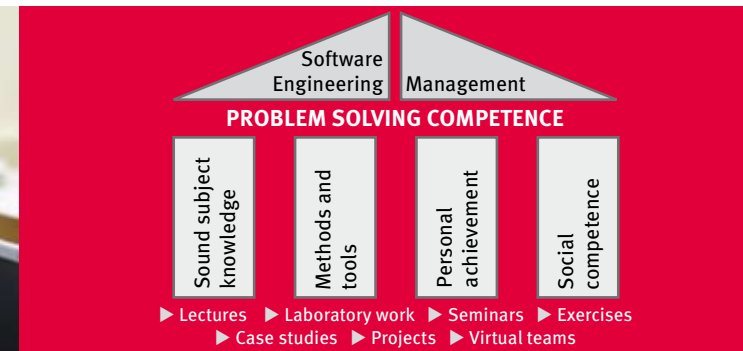 Software
Engineering
Management
PROBLEM SOLVING COMPETENCE
Sound subject
knowledge
Methods and
tools
Personal
achievement
Social
competence
▶ Lectures ▶ Laboratory work ▶ Seminars ▶ Exercises
▶ Case studies ▶ Projects ▶ Virtual teams